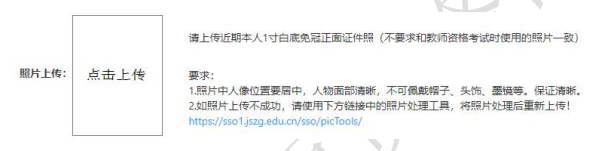 请上传近期本人1寸白底免冠正面证件照（不要求和教师资格考试时使用的照片一致）
照片上传：
点击上传
要求：
1.照片中人像位置要居中，人物面部清晰，不可佩戴帽子、头饰、墨镜等。保证清晰。
2.如照片上传不成功，请使用下方链接中的照片处理工具，将照片处理后重新上传！
https://sso1.jszg.edu.cn/sso/picTools/